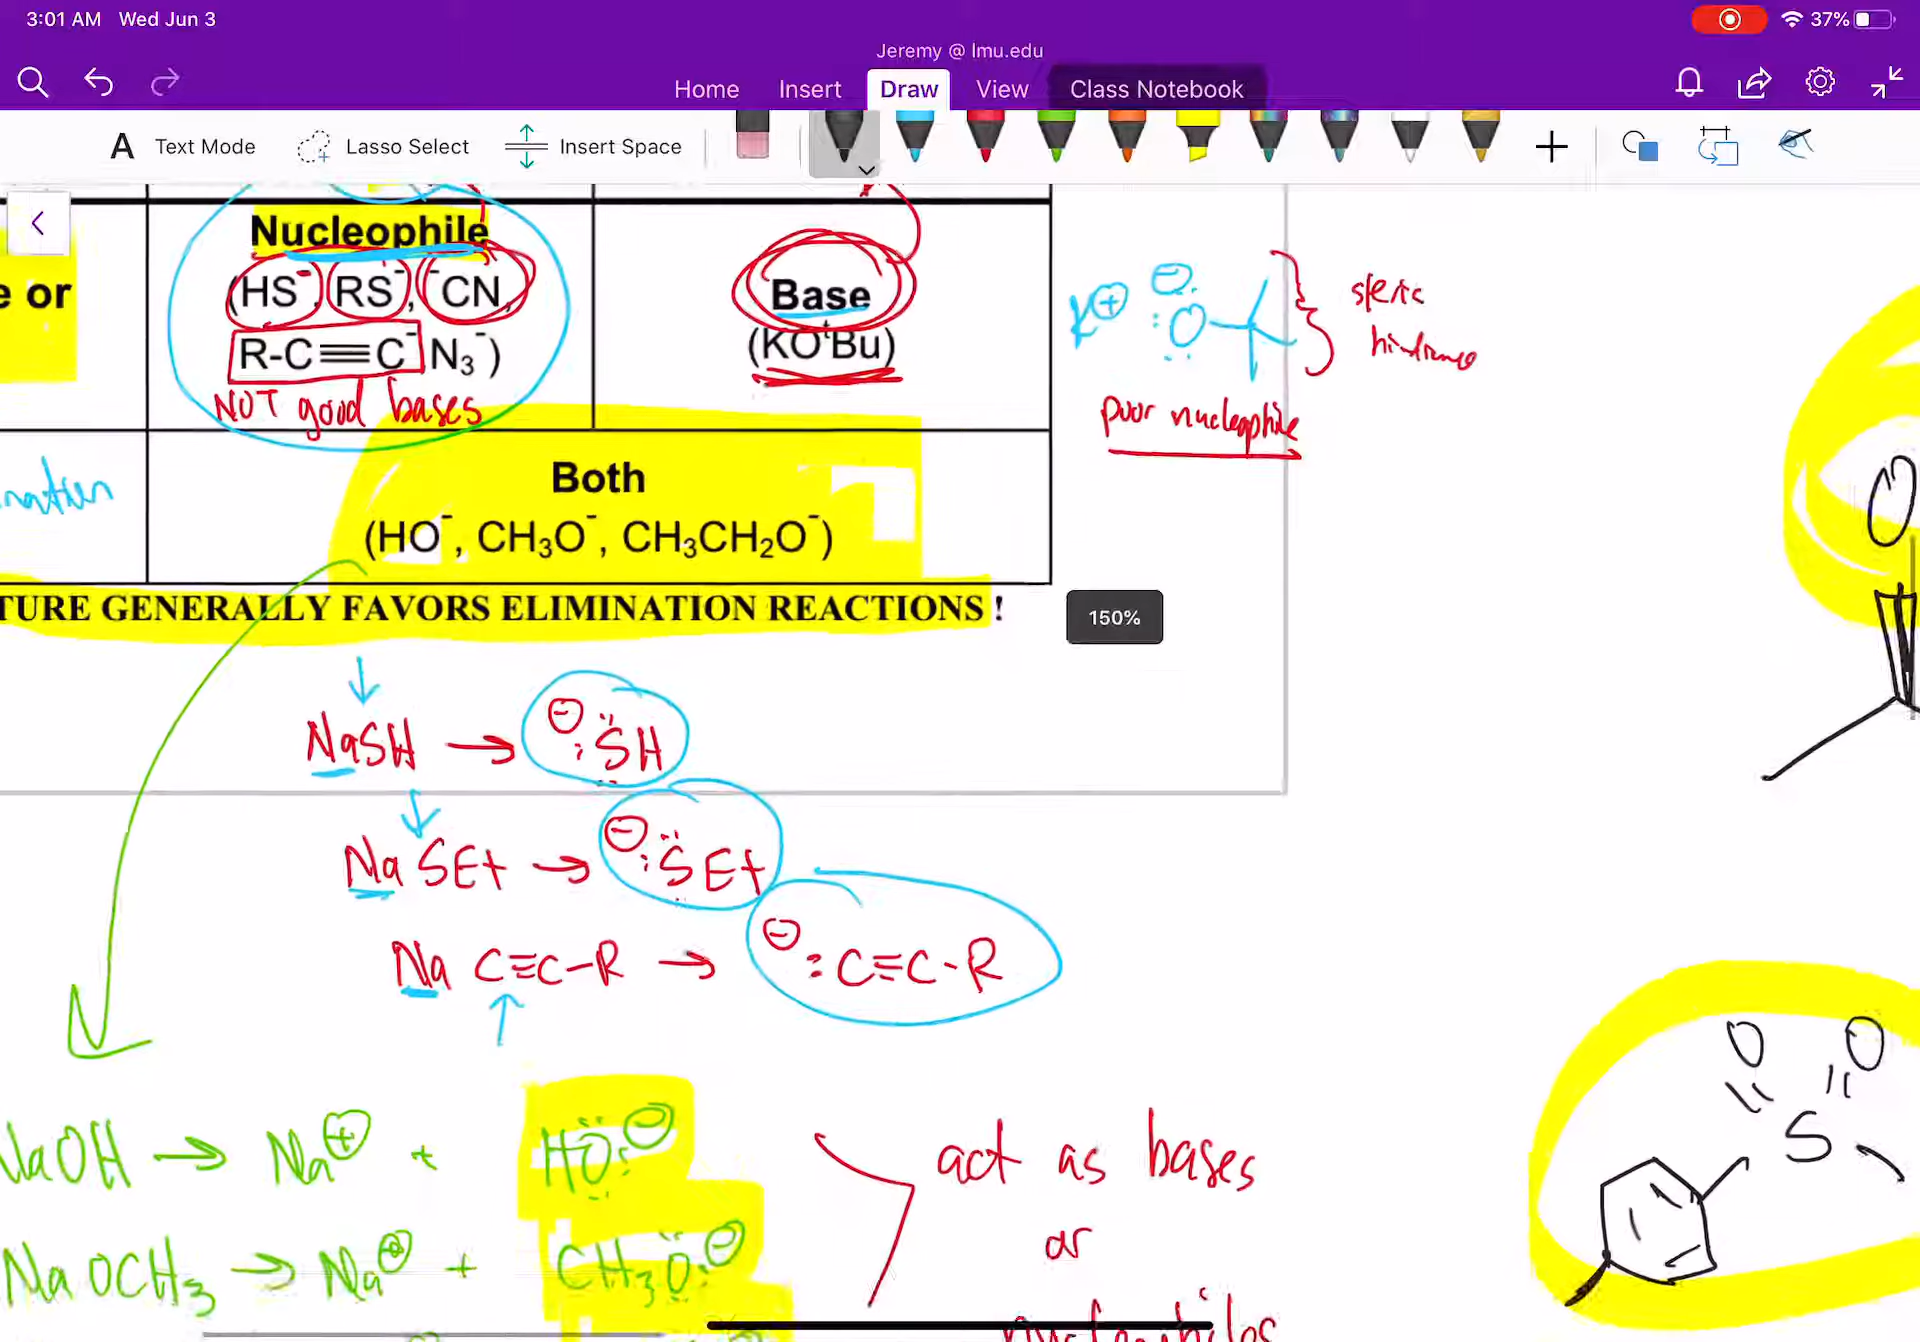 3:01 AM Wed Jun 3
37%
Jeremy @ lmu.edu
Home Insert Draw View Class Notebook
A Text Mode Lasso Select Insert Space
Nucleophile
(HS⁻, RS⁻, ⁻CN,
R-C≡C⁻ N₃⁻)
NOT good bases
e or
Base
(KOᵗBu)
K⊕ ⊖ :O
steric
hindrance
poor nucleophile
nation
Both
(HO⁻, CH₃O⁻, CH₃CH₂O⁻)
TURE GENERALLY FAVORS ELIMINATION REACTIONS !
150%
NaSH → ⊖ :SH
NaSEt → ⊖ :SEt
Na C≡C-R → ⊖ :C≡C-R
NaOH → Na⊕ + HO:⊖
act as bases
or
NaOCH₃ → Na⊕ + CH₃O:⊖
nucleophiles
O
O O
S